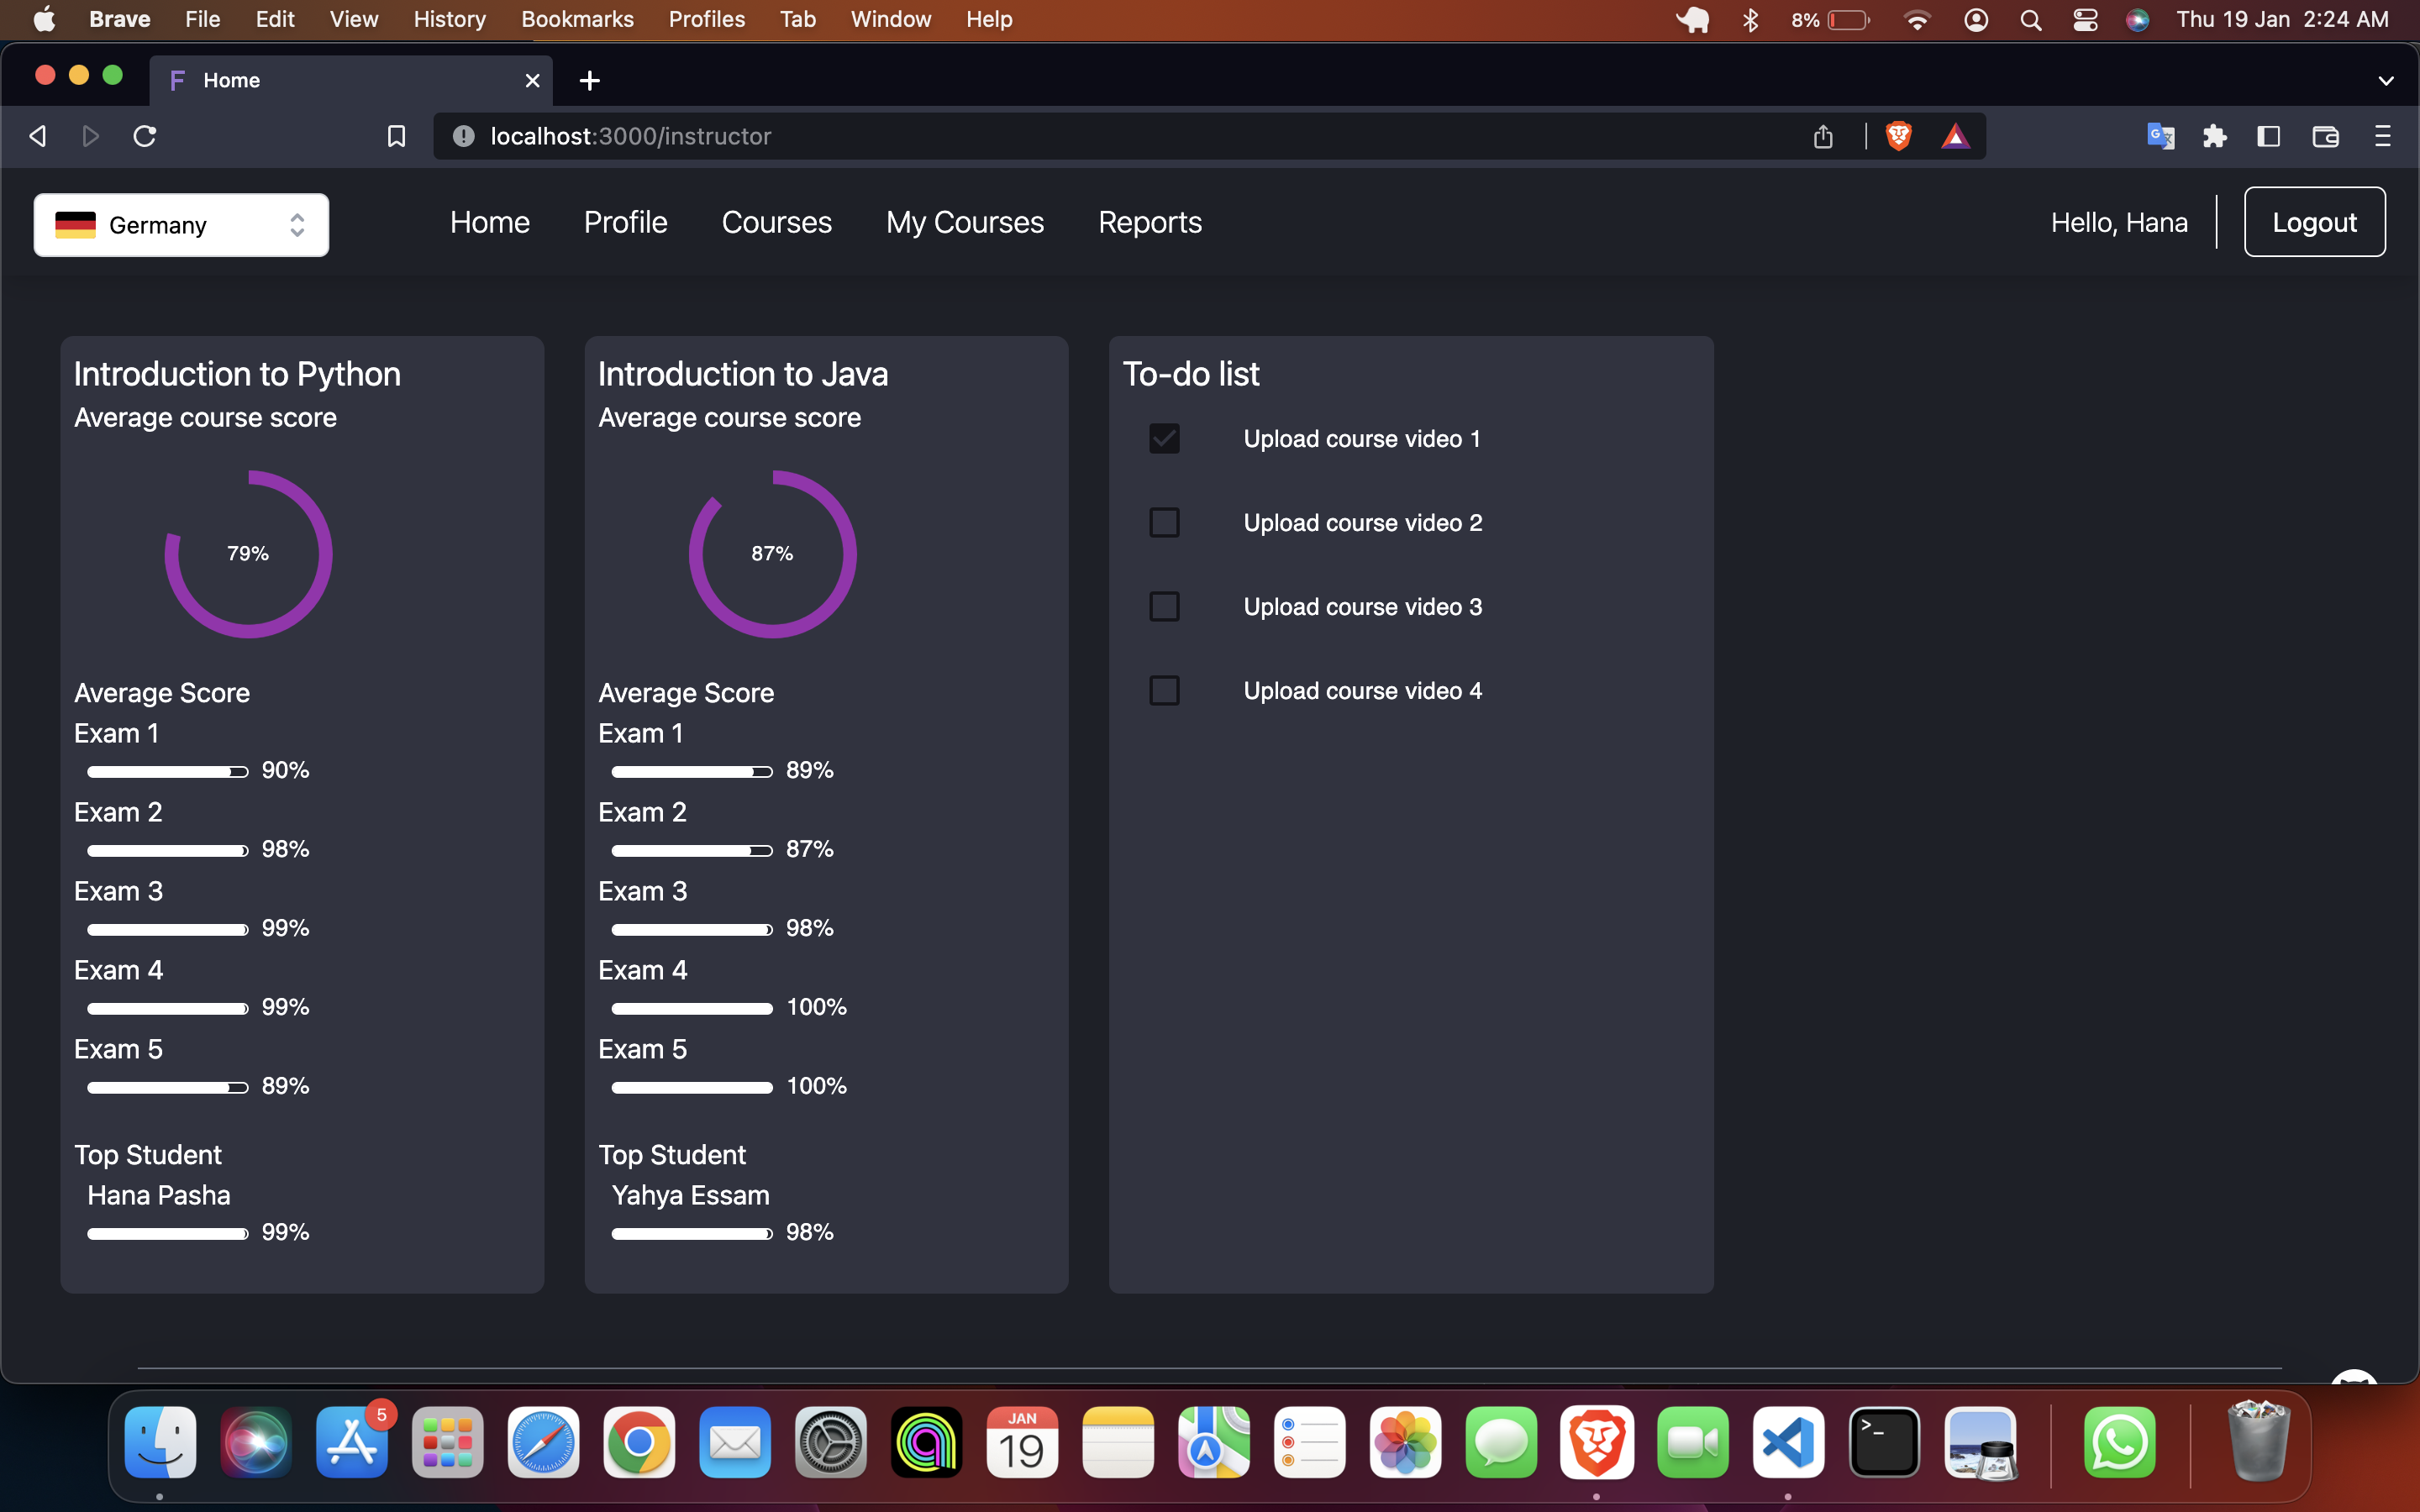 Brave File Edit View History Bookmarks Profiles Tab Window Help 8% Thu 19 Jan 2:24 AM
F Home
localhost:3000/instructor
Germany Home Profile Courses My Courses Reports Hello, Hana Logout
Introduction to Python
Average course score
79%
Average Score
Exam 1
90%
Exam 2
98%
Exam 3
99%
Exam 4
99%
Exam 5
89%
Top Student
Hana Pasha
99%
Introduction to Java
Average course score
87%
Average Score
Exam 1
89%
Exam 2
87%
Exam 3
98%
Exam 4
100%
Exam 5
100%
Top Student
Yahya Essam
98%
To-do list
Upload course video 1
Upload course video 2
Upload course video 3
Upload course video 4
5
JAN
19
>_